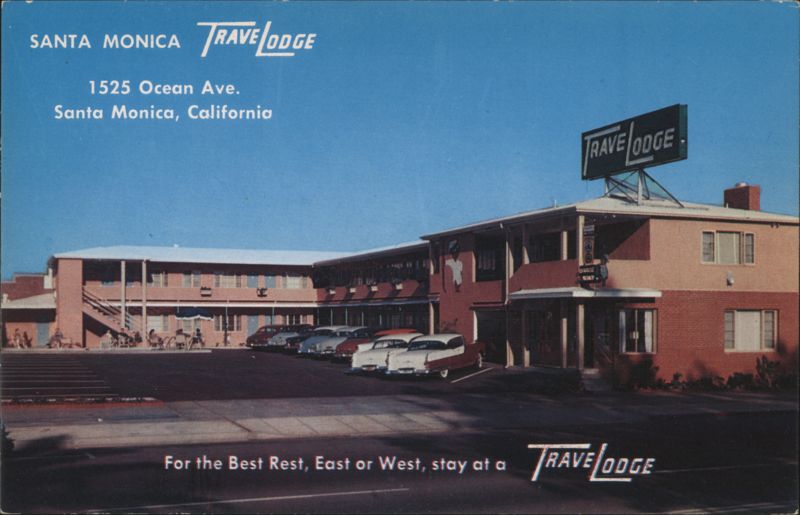 SANTA MONICA TRAVELODGE
1525 Ocean Ave.
Santa Monica, California
TRAVELODGE
For the Best Rest, East or West, stay at a TRAVELODGE